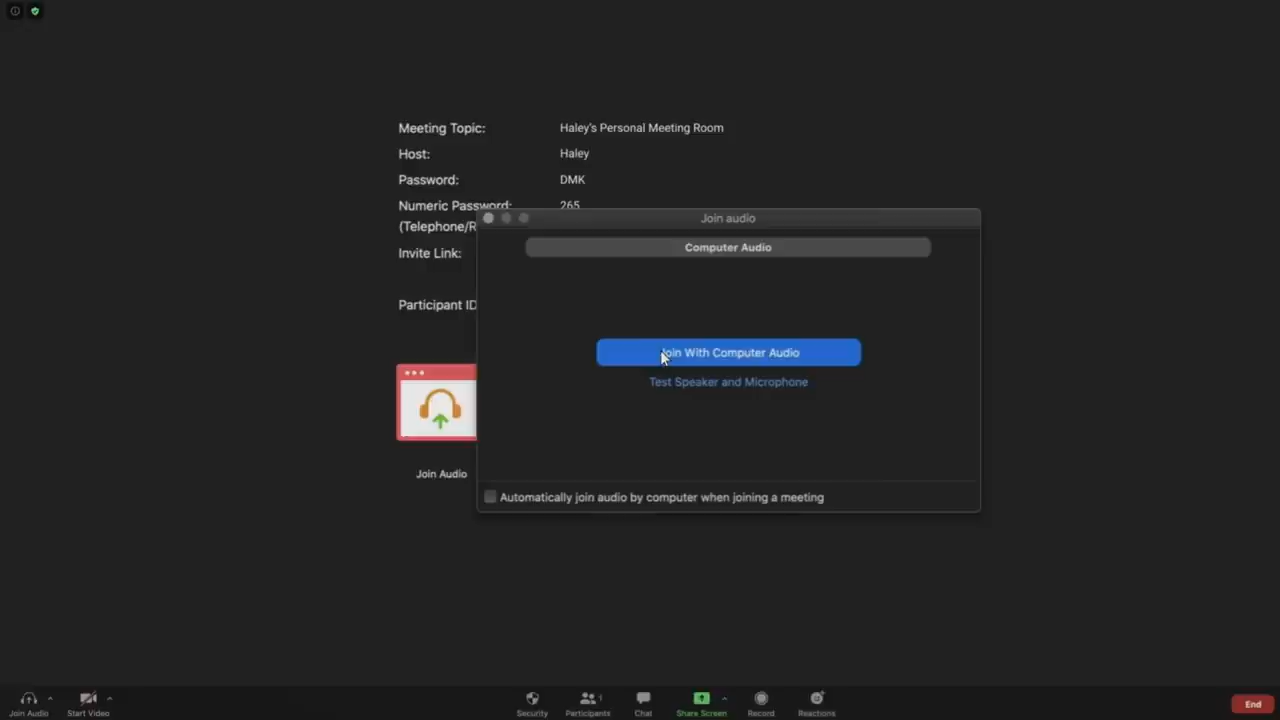 Meeting Topic: Haley's Personal Meeting Room
Host: Haley
Password: DMK
Numeric Password: 265
(Telephone/R
Invite Link:
Participant ID
Join Audio
Join audio
Computer Audio
Join With Computer Audio
Test Speaker and Microphone
Automatically join audio by computer when joining a meeting
Join Audio
Start Video
Security
Participants 1
Chat
Share Screen
Record
Reactions
End